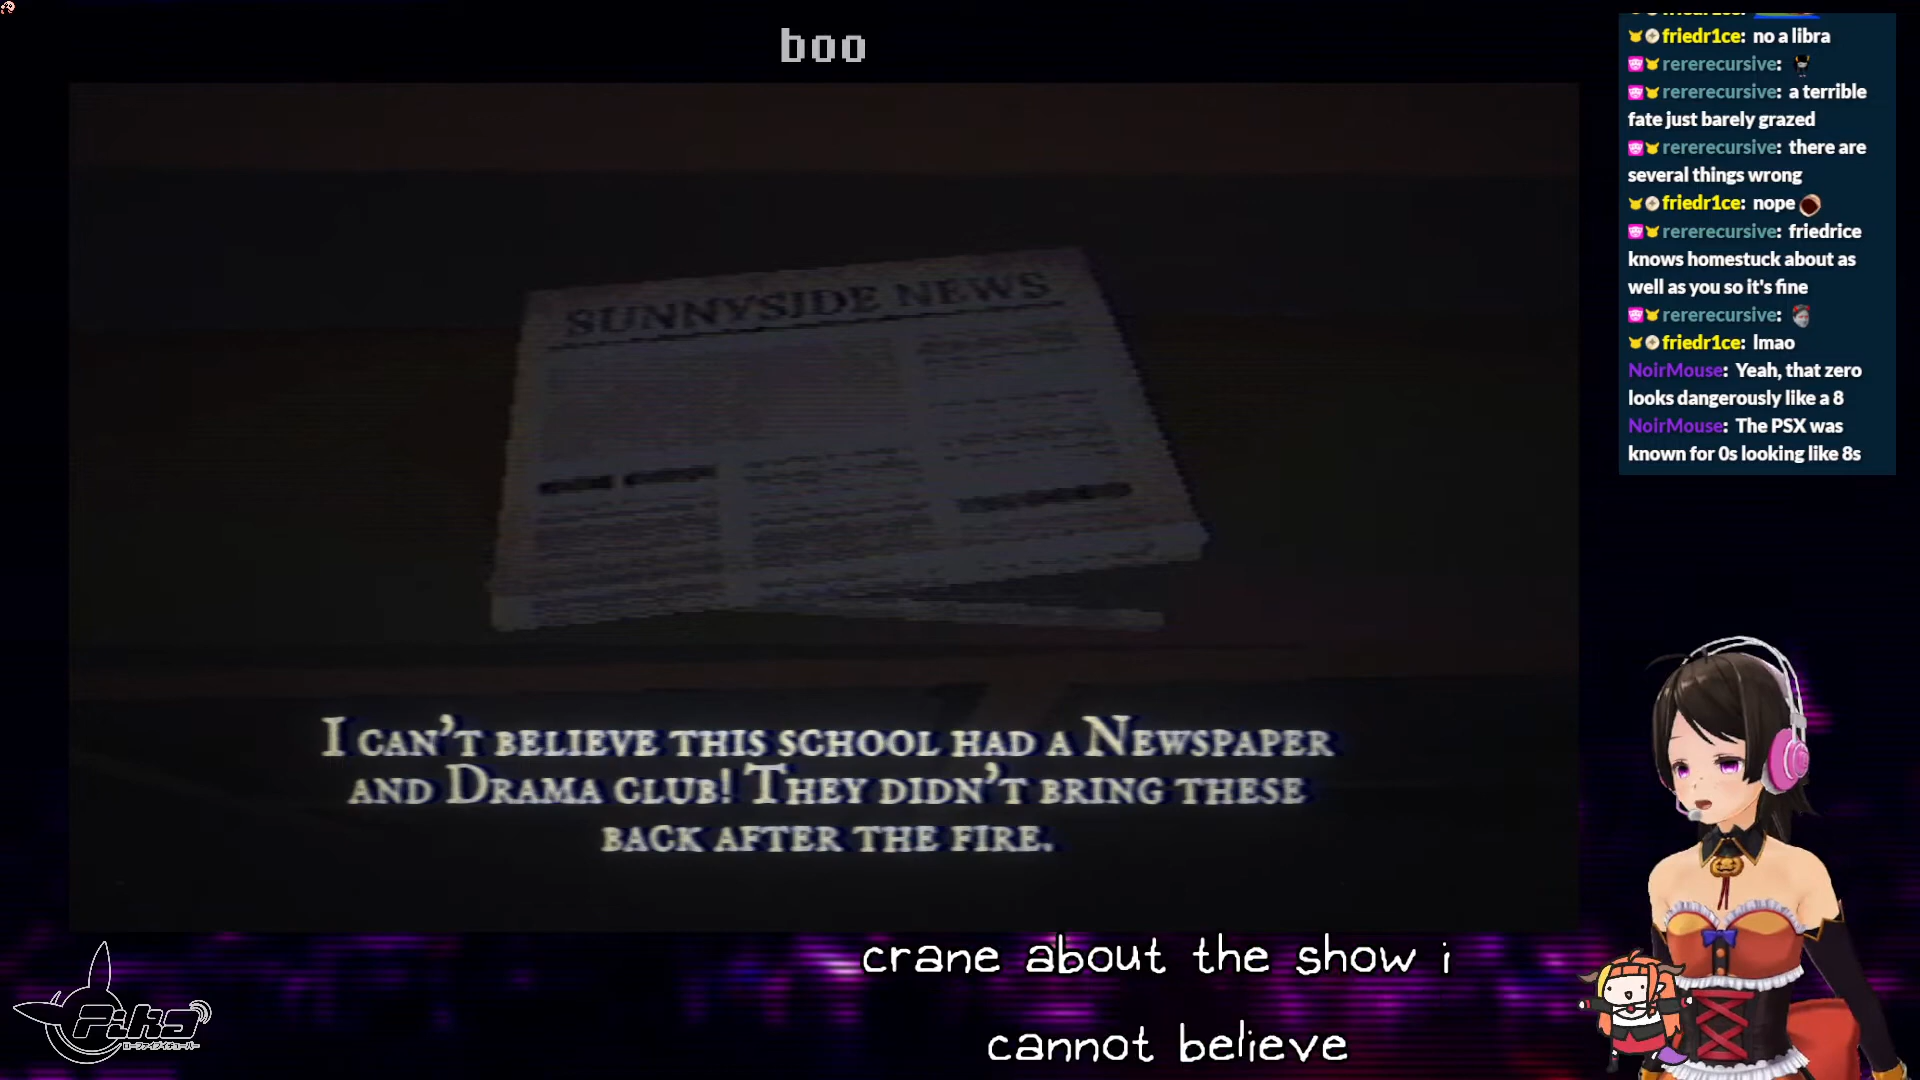 boo
SUNNYSIDE NEWS
I CAN'T BELIEVE THIS SCHOOL HAD A NEWSPAPER
AND DRAMA CLUB! THEY DIDN'T BRING THESE
BACK AFTER THE FIRE.
crane about the show i
cannot believe
Pika
friedr1ce: no a libra
rererecursive:
rererecursive: a terrible
fate just barely grazed
rererecursive: there are
several things wrong
friedr1ce: nope
rererecursive: friedrice
knows homestuck about as
well as you so it's fine
rererecursive:
friedr1ce: lmao
NoirMouse: Yeah, that zero
looks dangerously like a 8
NoirMouse: The PSX was
known for 0s looking like 8s